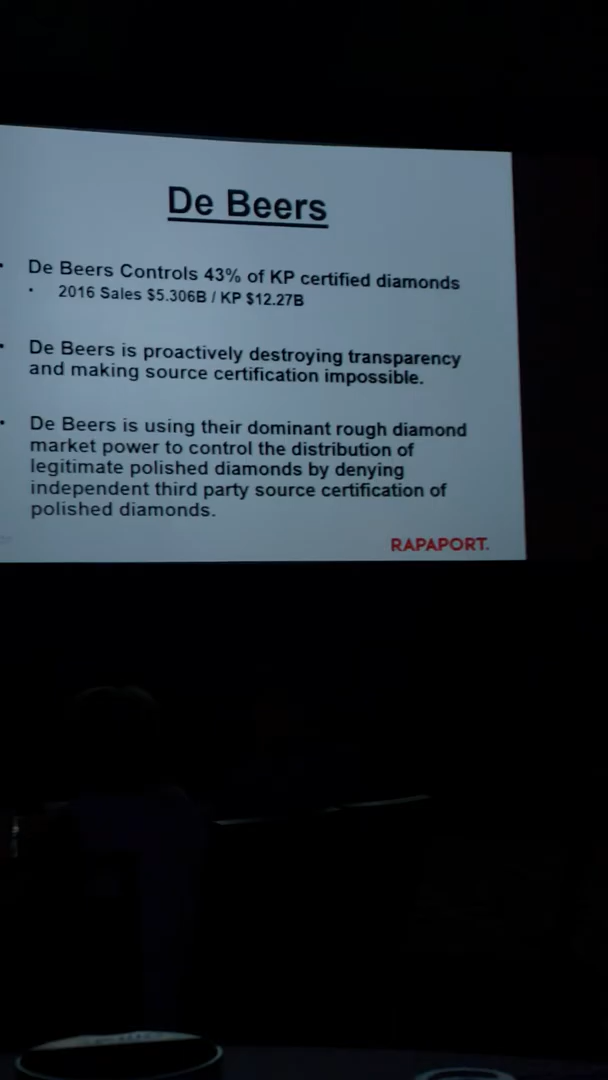 De Beers
· De Beers Controls 43% of KP certified diamonds
· 2016 Sales $5.306B / KP $12.27B
· De Beers is proactively destroying transparency
and making source certification impossible.
· De Beers is using their dominant rough diamond
market power to control the distribution of
legitimate polished diamonds by denying
independent third party source certification of
polished diamonds.
RAPAPORT.